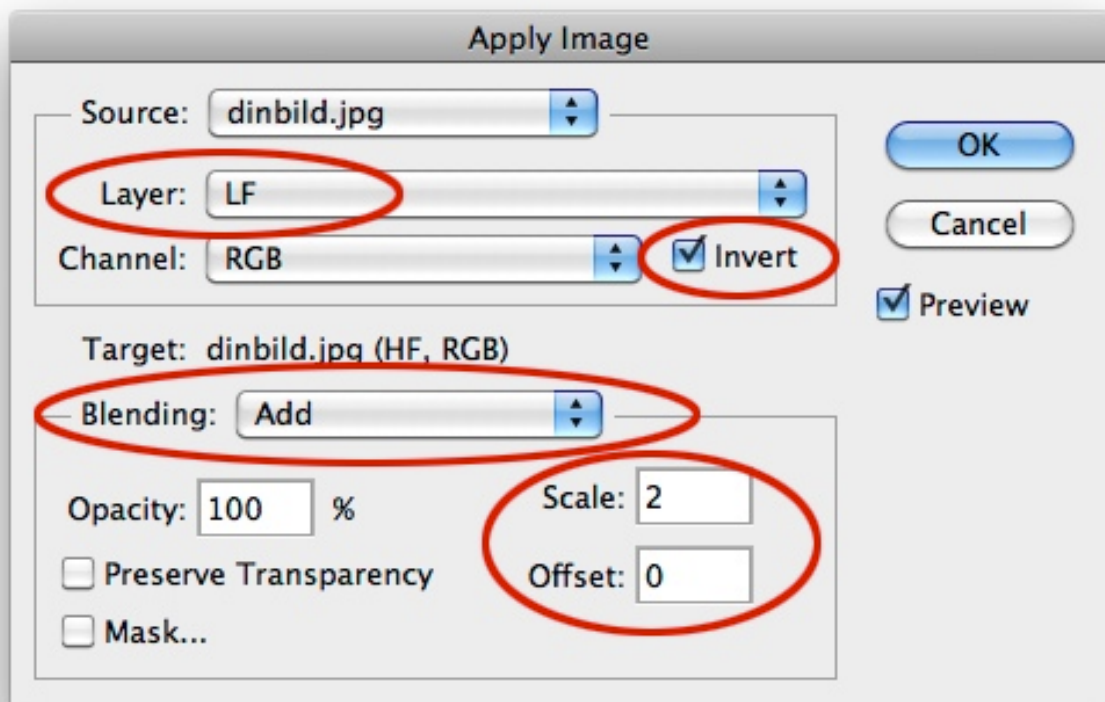 Apply Image
Source: dinbild.jpg
OK
Layer: LF
Cancel
Channel: RGB
Invert
Preview
Target: dinbild.jpg (HF, RGB)
Blending: Add
Opacity: 100 %
Scale: 2
Preserve Transparency
Offset: 0
Mask...